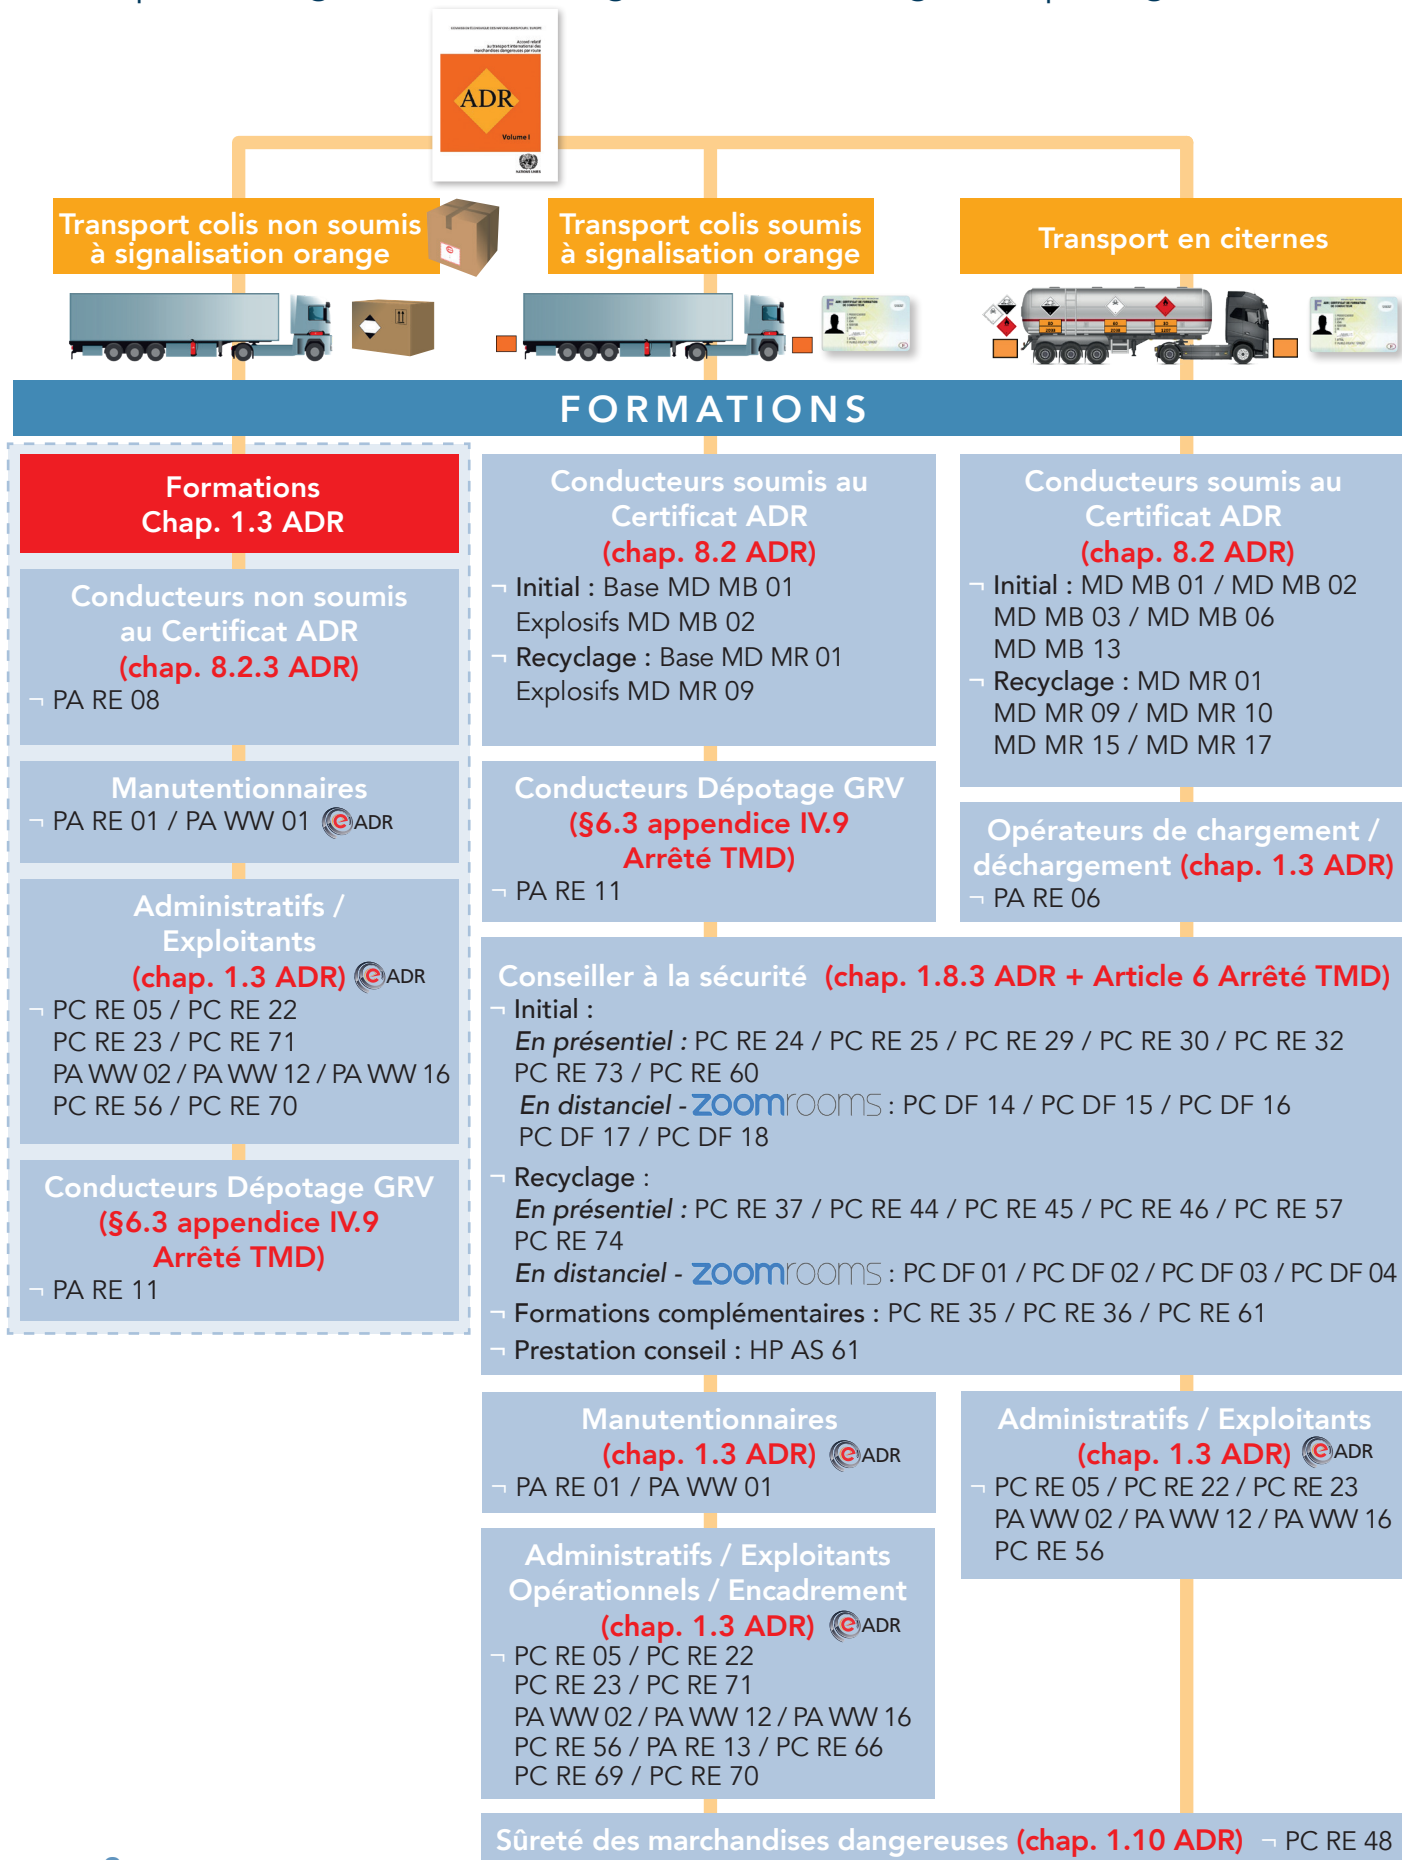 COMMISSION ÉCONOMIQUE DES NATIONS UNIES POUR L'EUROPE
Accord relatif
au transport international des
marchandises dangereuses par route
ADR
Volume I
NATIONS UNIES
Transport colis non soumis
à signalisation orange
Transport colis soumis
à signalisation orange
Transport en citernes
FORMATIONS
Formations
Chap. 1.3 ADR
Conducteurs non soumis
au Certificat ADR
(chap. 8.2.3 ADR)
¬ PA RE 08
Manutentionnaires
¬ PA RE 01 / PA WW 01 e ADR
Administratifs /
Exploitants
(chap. 1.3 ADR) e ADR
¬ PC RE 05 / PC RE 22
PC RE 23 / PC RE 71
PA WW 02 / PA WW 12 / PA WW 16
PC RE 56 / PC RE 70
Conducteurs Dépotage GRV
(§6.3 appendice IV.9
Arrêté TMD)
¬ PA RE 11
Conducteurs soumis au
Certificat ADR
(chap. 8.2 ADR)
¬ Initial : Base MD MB 01
Explosifs MD MB 02
¬ Recyclage : Base MD MR 01
Explosifs MD MR 09
Conducteurs Dépotage GRV
(§6.3 appendice IV.9
Arrêté TMD)
¬ PA RE 11
Conducteurs soumis au
Certificat ADR
(chap. 8.2 ADR)
¬ Initial : MD MB 01 / MD MB 02
MD MB 03 / MD MB 06
MD MB 13
¬ Recyclage : MD MR 01
MD MR 09 / MD MR 10
MD MR 15 / MD MR 17
Opérateurs de chargement /
déchargement (chap. 1.3 ADR)
¬ PA RE 06
Conseiller à la sécurité (chap. 1.8.3 ADR + Article 6 Arrêté TMD)
¬ Initial :
En présentiel : PC RE 24 / PC RE 25 / PC RE 29 / PC RE 30 / PC RE 32
PC RE 73 / PC RE 60
En distanciel - zoomrooms : PC DF 14 / PC DF 15 / PC DF 16
PC DF 17 / PC DF 18
¬ Recyclage :
En présentiel : PC RE 37 / PC RE 44 / PC RE 45 / PC RE 46 / PC RE 57
PC RE 74
En distanciel - zoomrooms : PC DF 01 / PC DF 02 / PC DF 03 / PC DF 04
¬ Formations complémentaires : PC RE 35 / PC RE 36 / PC RE 61
¬ Prestation conseil : HP AS 61
Manutentionnaires
(chap. 1.3 ADR) e ADR
¬ PA RE 01 / PA WW 01
Administratifs / Exploitants
Opérationnels / Encadrement
(chap. 1.3 ADR) e ADR
¬ PC RE 05 / PC RE 22
PC RE 23 / PC RE 71
PA WW 02 / PA WW 12 / PA WW 16
PC RE 56 / PA RE 13 / PC RE 66
PC RE 69 / PC RE 70
Administratifs / Exploitants
(chap. 1.3 ADR) e ADR
¬ PC RE 05 / PC RE 22 / PC RE 23
PA WW 02 / PA WW 12 / PA WW 16
PC RE 56
Sûreté des marchandises dangereuses (chap. 1.10 ADR) ¬ PC RE 48